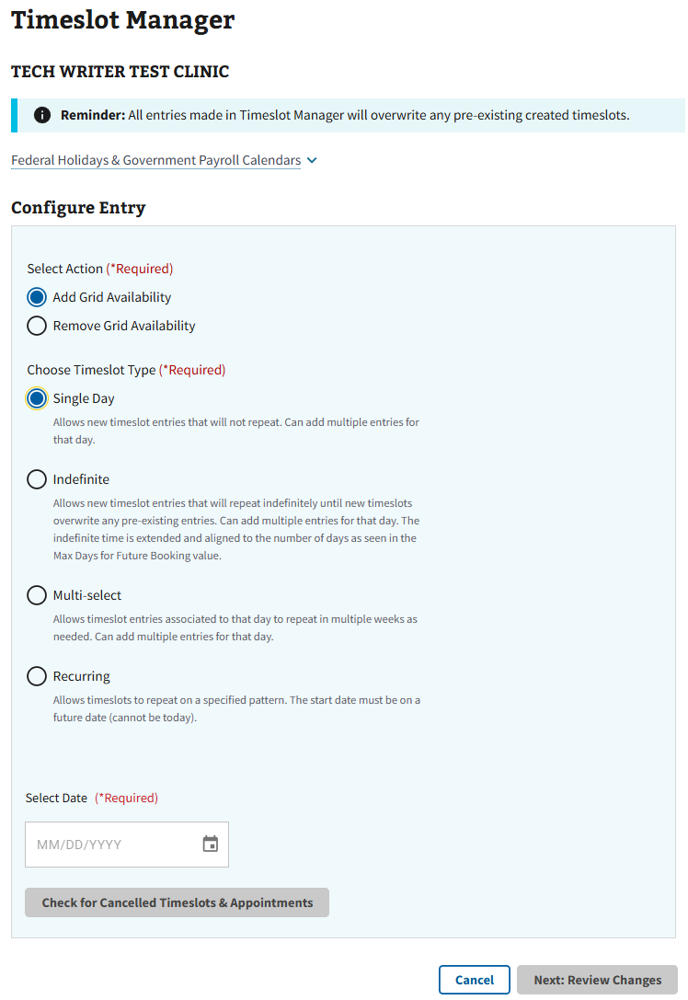 Timeslot Manager
TECH WRITER TEST CLINIC
Reminder: All entries made in Timeslot Manager will overwrite any pre-existing created timeslots.
Federal Holidays & Government Payroll Calendars
Configure Entry
Select Action (*Required)
Add Grid Availability
Remove Grid Availability
Choose Timeslot Type (*Required)
Single Day
Allows new timeslot entries that will not repeat. Can add multiple entries for
that day.
Indefinite
Allows new timeslot entries that will repeat indefinitely until new timeslots
overwrite any pre-existing entries. Can add multiple entries for that day. The
indefinite time is extended and aligned to the number of days as seen in the
Max Days for Future Booking value.
Multi-select
Allows timeslot entries associated to that day to repeat in multiple weeks as
needed. Can add multiple entries for that day.
Recurring
Allows timeslots to repeat on a specified pattern. The start date must be on a
future date (cannot be today).
Select Date (*Required)
MM/DD/YYYY
Check for Cancelled Timeslots & Appointments
Cancel
Next: Review Changes